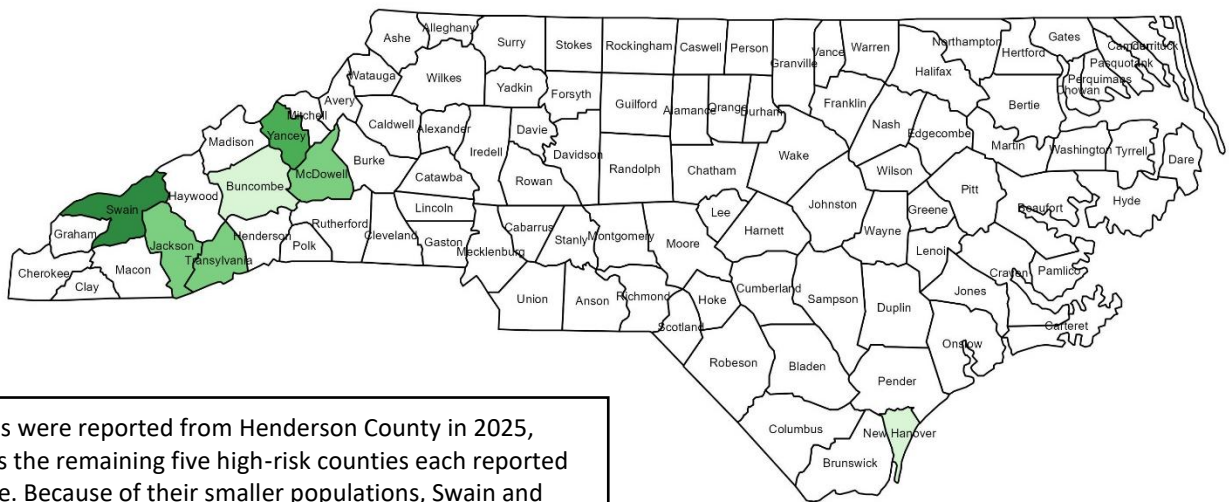 Alleghany
Ashe
Surry
Stokes
Rockingham
Caswell
Person
Granville
Vance
Warren
Northampton
Gates
Hertford
Camden
Currituck
Pasquotank
Perquimans
Chowan
Halifax
Watauga
Wilkes
Yadkin
Forsyth
Guilford
Alamance
Orange
Durham
Franklin
Bertie
Avery
Mitchell
Yancey
Caldwell
Alexander
Davie
Iredell
Davidson
Randolph
Chatham
Wake
Nash
Edgecombe
Martin
Washington
Tyrrell
Dare
Madison
Burke
McDowell
Catawba
Rowan
Wilson
Pitt
Buncombe
Haywood
Swain
Lincoln
Lee
Johnston
Greene
Beaufort
Hyde
Rutherford
Cleveland
Gaston
Cabarrus
Mecklenburg
Stanly
Montgomery
Moore
Harnett
Wayne
Graham
Jackson
Henderson
Polk
Transylvania
Lenoir
Craven
Pamlico
Cherokee
Macon
Clay
Union
Anson
Richmond
Hoke
Cumberland
Sampson
Duplin
Jones
Carteret
Scotland
Onslow
Robeson
Bladen
Pender
Columbus
New Hanover
Brunswick
s were reported from Henderson County in 2025,
s the remaining five high-risk counties each reported
e. Because of their smaller populations, Swain and